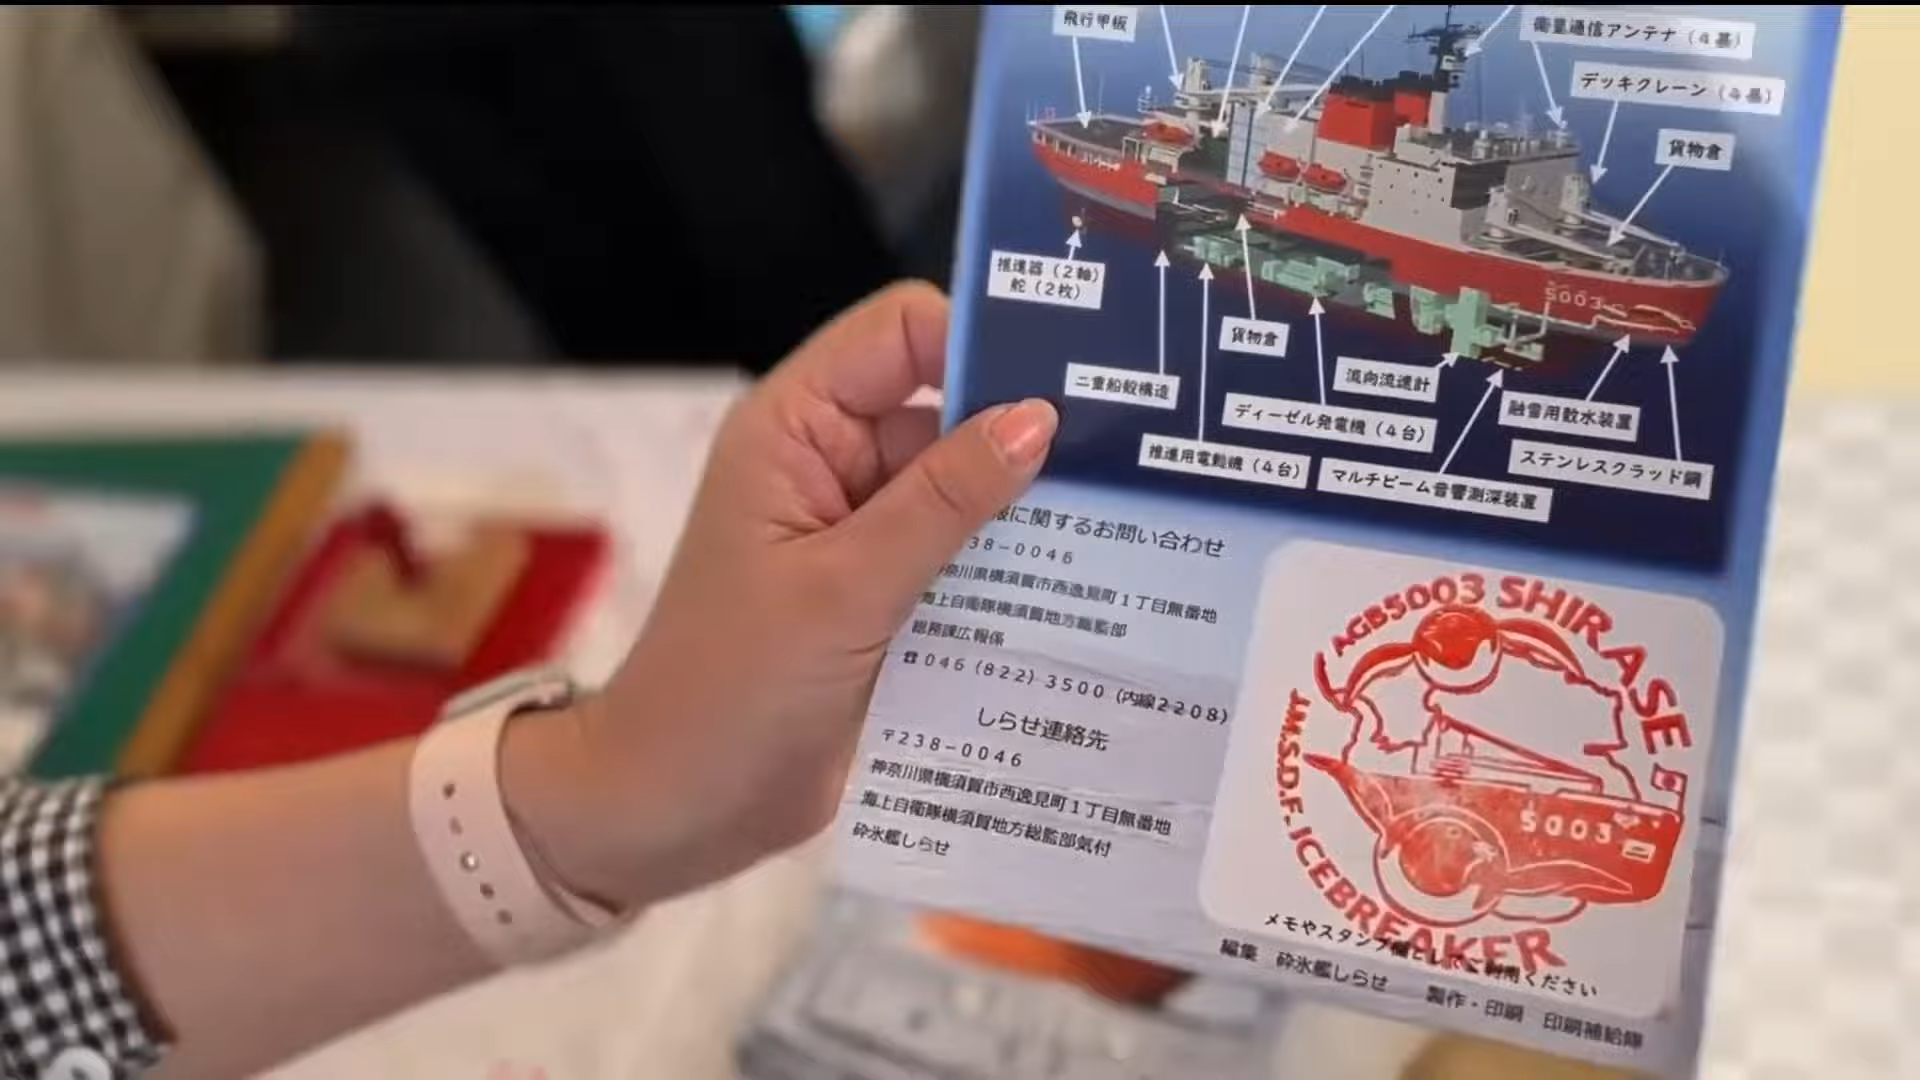 飛行甲板
衛星通信アンテナ（4基）
デッキクレーン（4基）
貨物倉
推進器（2軸）
舵（2枚）
5003
貨物倉
流向流速計
二重船殻構造
ディーゼル発電機（4台）
融雪用散水装置
推進用電動機（4台）
マルチビーム音響測深装置
ステンレスクラッド鋼
に関するお問い合わせ
38-0046
神奈川県横須賀市西逸見町1丁目無番地
海上自衛隊横須賀地方総監部
総務課広報係
☎046（822）3500（内線2208）
しらせ連絡先
〒238-0046
神奈川県横須賀市西逸見町1丁目無番地
海上自衛隊横須賀地方総監部気付
砕氷艦しらせ
AGB5003 SHIRASE
5003
J.M.S.D.F. ICEBREAKER
メモやスタンプ欄としてご利用ください
編集　砕氷艦しらせ　製作・印刷　印刷補給隊